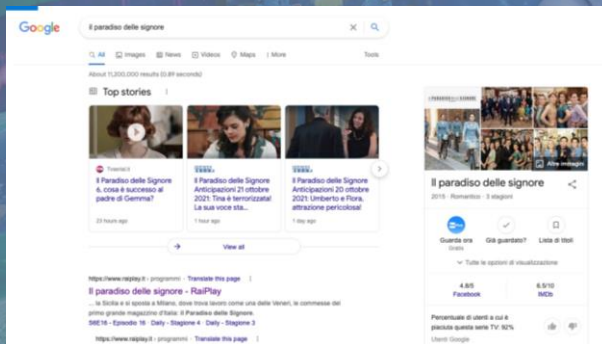 Google
il paradiso delle signore
All
Images
News
Videos
Maps
More
Tools
About 11,200,000 results (0.89 seconds)
Top stories
Il Paradiso delle Signore
6, cosa è successo al
padre di Gemma?
23 hours ago
Il Paradiso delle Signore
Anticipazioni 21 ottobre
2021: Tina è terrorizzata!
La sua voce sta...
1 hour ago
Il Paradiso delle Signore
Anticipazioni 20 ottobre
2021: Umberto e Flora,
attrazione pericolosa!
1 day ago
View all
https://www.raiplay.it › programmi · Translate this page
Il paradiso delle signore - RaiPlay
... la Sicilia e si sposta a Milano, dove trova lavoro come una delle Veneri, le commesse del
primo grande magazzino d'Italia: Il Paradiso delle Signore.
S6E16 - Episodio 16 · Daily - Stagione 4 · Daily - Stagione 3
https://www.raiplay.it › programmi · Translate this page
Altre immagini
Il paradiso delle signore
2015 · Romantico · 3 stagioni
Guarda ora
Gratis
Già guardato?
Lista di titoli
Tutte le opzioni di visualizzazione
4.8/5
Facebook
6.9/10
IMDb
Percentuale di utenti a cui è
piaciuta questa serie TV: 92%
Utenti Google